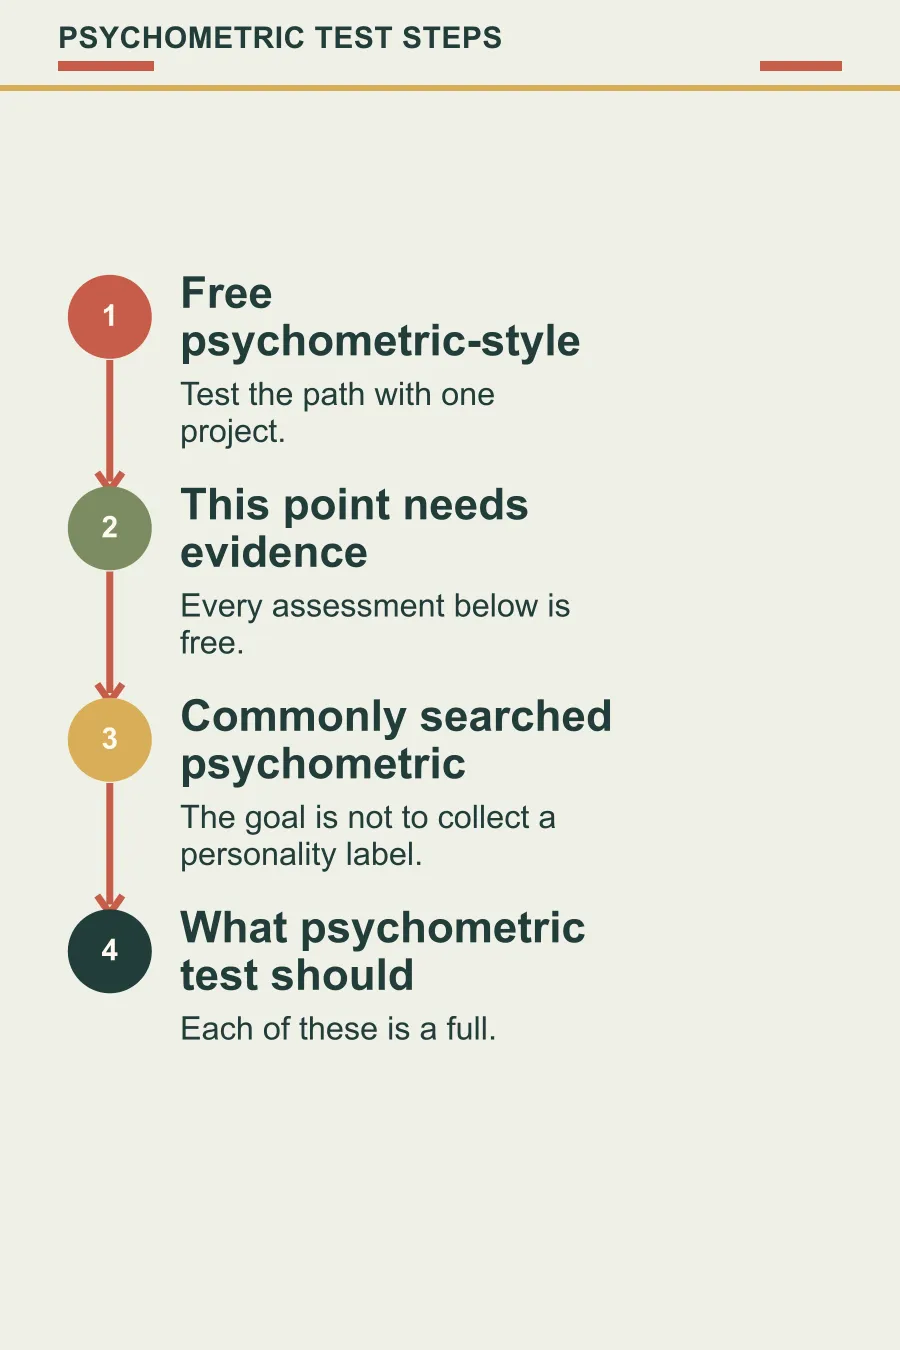 PSYCHOMETRIC TEST STEPS
1
Free
psychometric-style
Test the path with one
project.
2
This point needs
evidence
Every assessment below is
free.
3
Commonly searched
psychometric
The goal is not to collect a
personality label.
4
What psychometric
test should
Each of these is a full.